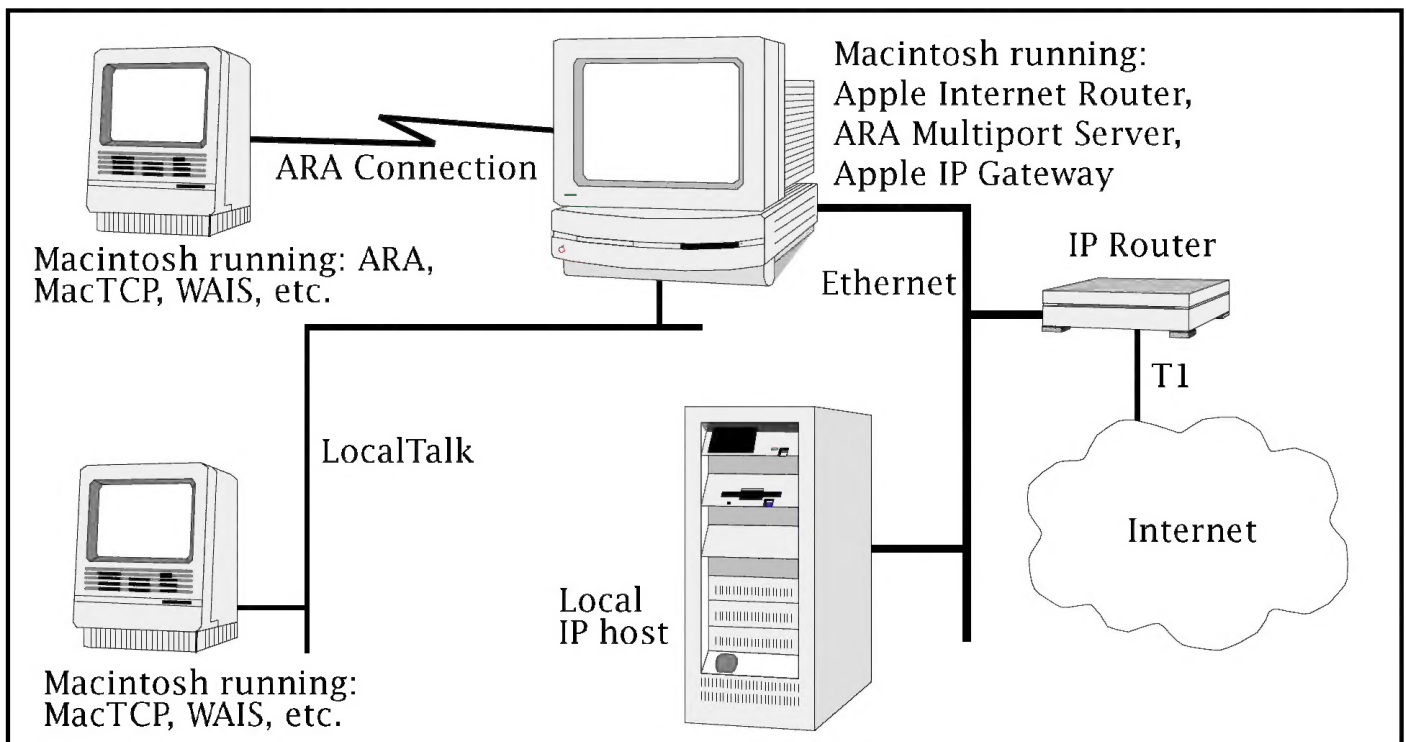 Macintosh running:
Apple Internet Router,
ARA Multiport Server,
Apple IP Gateway
ARA Connection
Macintosh running: ARA,
MacTCP, WAIS, etc.
IP Router
Ethernet
T1
LocalTalk
Internet
Local
IP host
Macintosh running:
MacTCP, WAIS, etc.